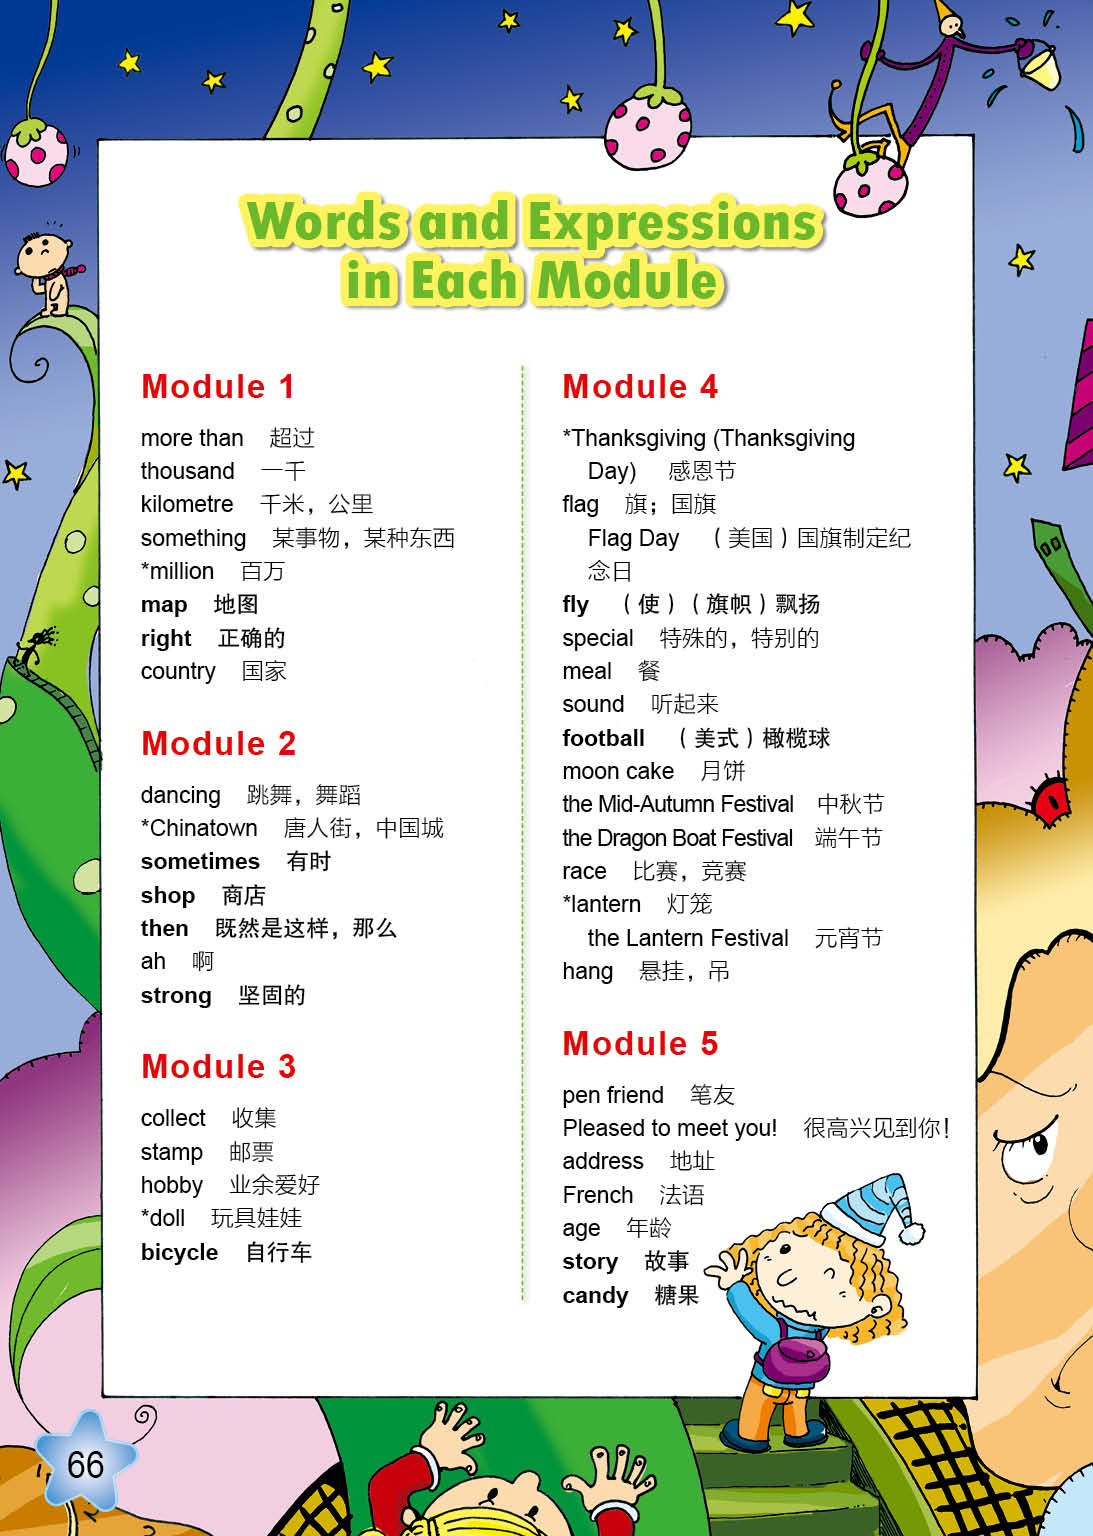 Words and Expressions
in Each Module
Module 1
more than 超过
thousand 一千
kilometre 千米，公里
something 某事物，某种东西
*million 百万
map 地图
right 正确的
country 国家
Module 2
dancing 跳舞，舞蹈
*Chinatown 唐人街，中国城
sometimes 有时
shop 商店
then 既然是这样，那么
ah 啊
strong 坚固的
Module 3
collect 收集
stamp 邮票
hobby 业余爱好
*doll 玩具娃娃
bicycle 自行车
Module 4
*Thanksgiving (Thanksgiving
Day) 感恩节
flag 旗；国旗
Flag Day （美国）国旗制定纪
念日
fly （使）（旗帜）飘扬
special 特殊的，特别的
meal 餐
sound 听起来
football （美式）橄榄球
moon cake 月饼
the Mid-Autumn Festival 中秋节
the Dragon Boat Festival 端午节
race 比赛，竞赛
*lantern 灯笼
the Lantern Festival 元宵节
hang 悬挂，吊
Module 5
pen friend 笔友
Pleased to meet you! 很高兴见到你！
address 地址
French 法语
age 年龄
story 故事
candy 糖果
66